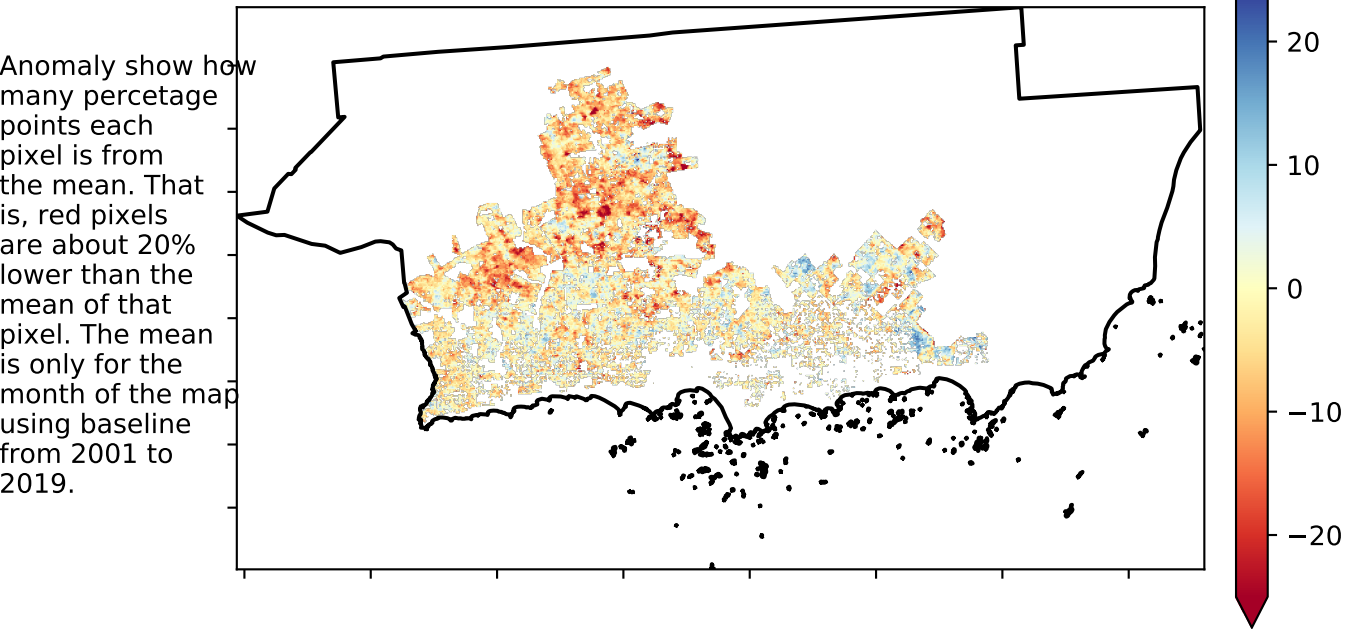 Anomaly show how
many percetage
points each
pixel is from
the mean. That
is, red pixels
are about 20%
lower than the
mean of that
pixel. The mean
is only for the
month of the map
using baseline
from 2001 to
2019.
20
10
0
−10
−20